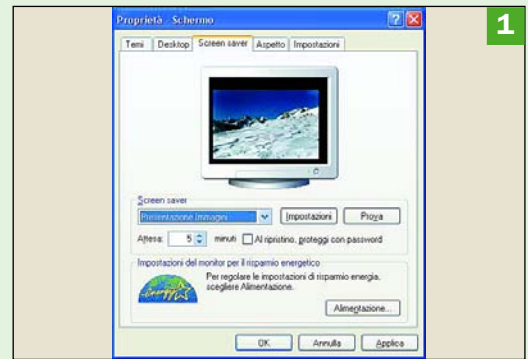 1
Proprietà - Schermo
Temi Desktop Screen saver Aspetto Impostazioni
Screen saver
Presentazione Immagini Impostazioni Prova
Attesa: 5 minuti Al ripristino, proteggi con password
Impostazioni del monitor per il risparmio energetico
Per regolare le impostazioni di risparmio energia,
scegliere Alimentazione.
Alimentazione...
OK Annulla Applica